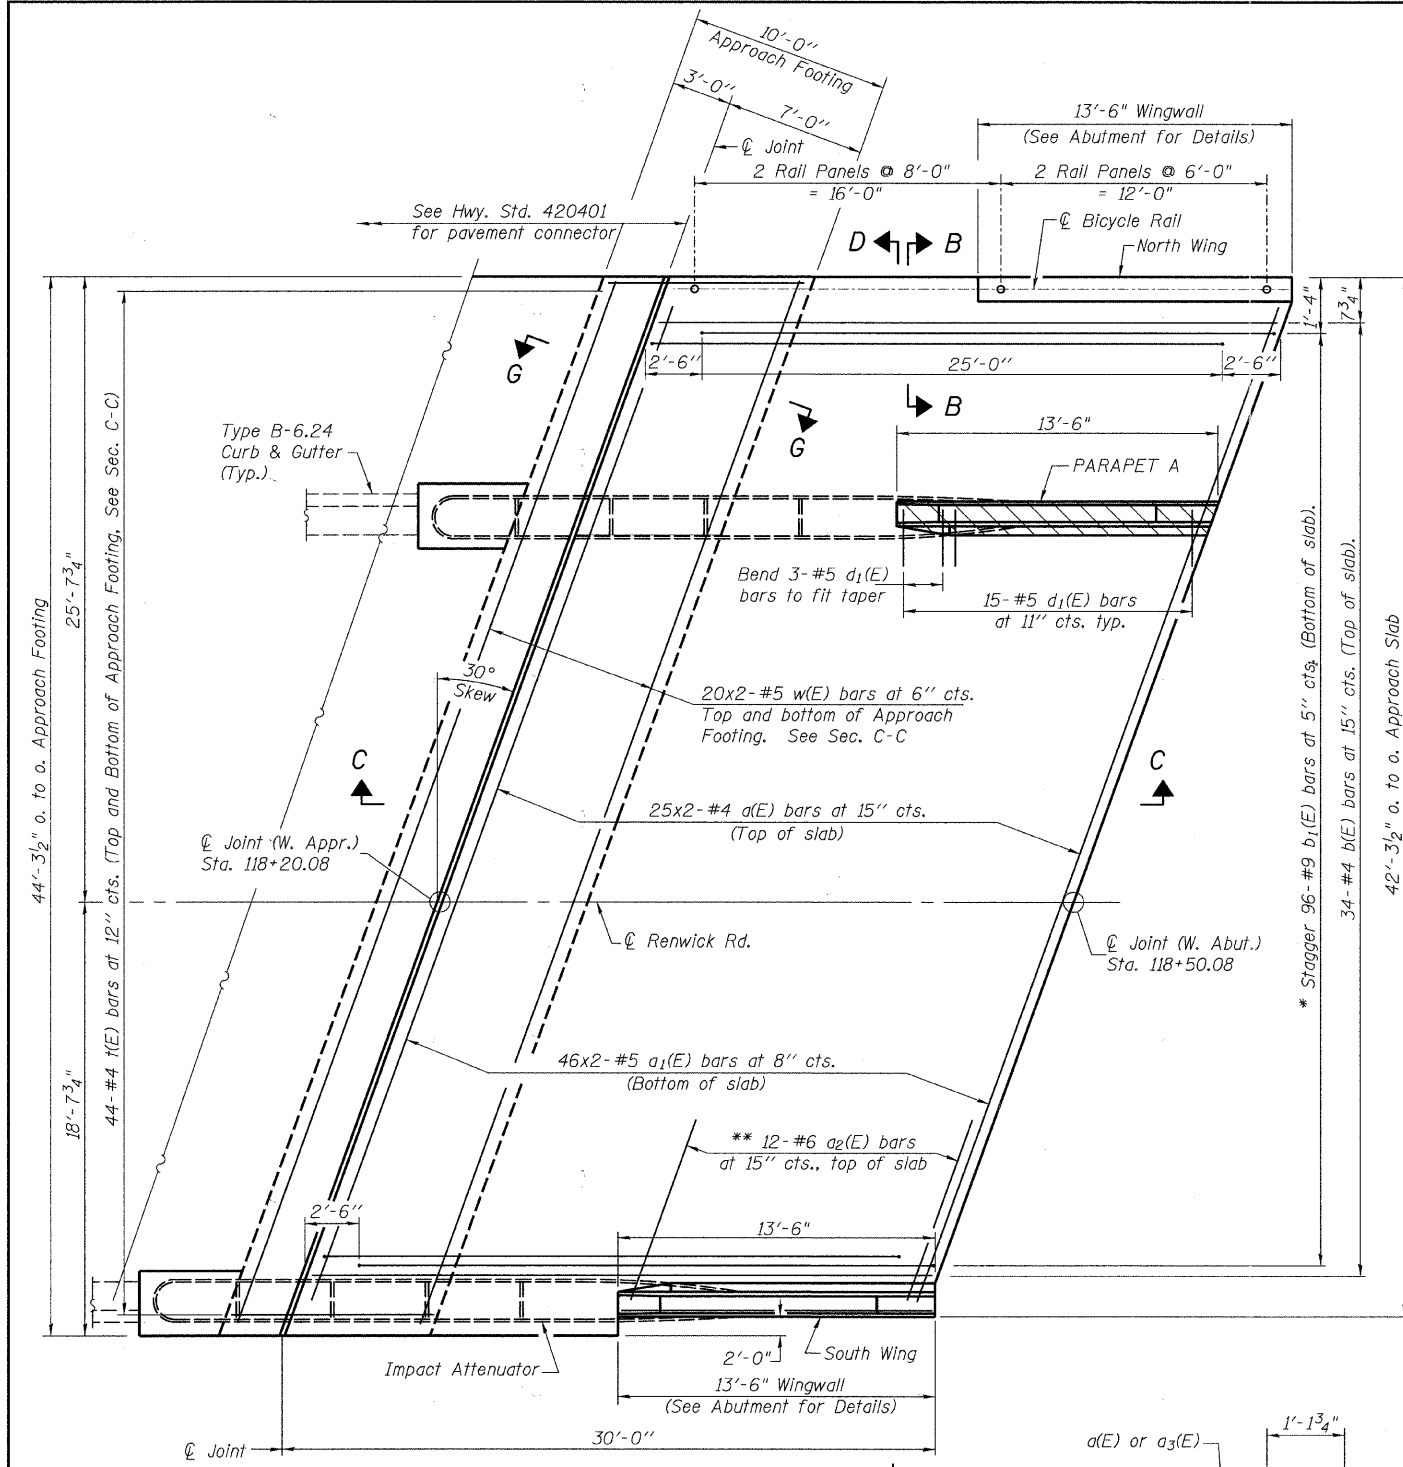 10'-0"
Approach Footing
3'-0"
7'-0"
℄ Joint
13'-6" Wingwall
(See Abutment for Details)
2 Rail Panels @ 8'-0"
= 16'-0"
2 Rail Panels @ 6'-0"
= 12'-0"
See Hwy. Std. 420401
for pavement connector
℄ Bicycle Rail
North Wing
D
B
1'-4"
7¾"
G
2'-6"
25'-0"
2'-6"
B
G
13'-6"
Type B-6.24
Curb & Gutter
(Typ.)
PARAPET A
Bend 3-#5 d₁(E)
bars to fit taper
15-#5 d₁(E) bars
at 11" cts. typ.
44'-3½" o. to o. Approach Footing
25'-7¾"
18'-7¾"
44-#4 t(E) bars at 12" cts. (Top and Bottom of Approach Footing, See Sec. C-C)
30°
Skew
20x2-#5 w(E) bars at 6" cts.
Top and bottom of Approach
Footing. See Sec. C-C
C
C
25x2-#4 a(E) bars at 15" cts.
(Top of slab)
℄ Joint (W. Appr.)
Sta. 118+20.08
℄ Renwick Rd.
℄ Joint (W. Abut.)
Sta. 118+50.08
* Stagger 96-#9 b₁(E) bars at 5" cts. (Bottom of slab).
34-#4 b(E) bars at 15" cts. (Top of slab).
42'-3½" o. to o. Approach Slab
46x2-#5 a₁(E) bars at 8" cts.
(Bottom of slab)
** 12-#6 a₂(E) bars
at 15" cts., top of slab
2'-6"
13'-6"
Impact Attenuator
2'-0"
South Wing
13'-6" Wingwall
(See Abutment for Details)
℄ Joint
30'-0"
a(E) or a₃(E)
1'-1¾"